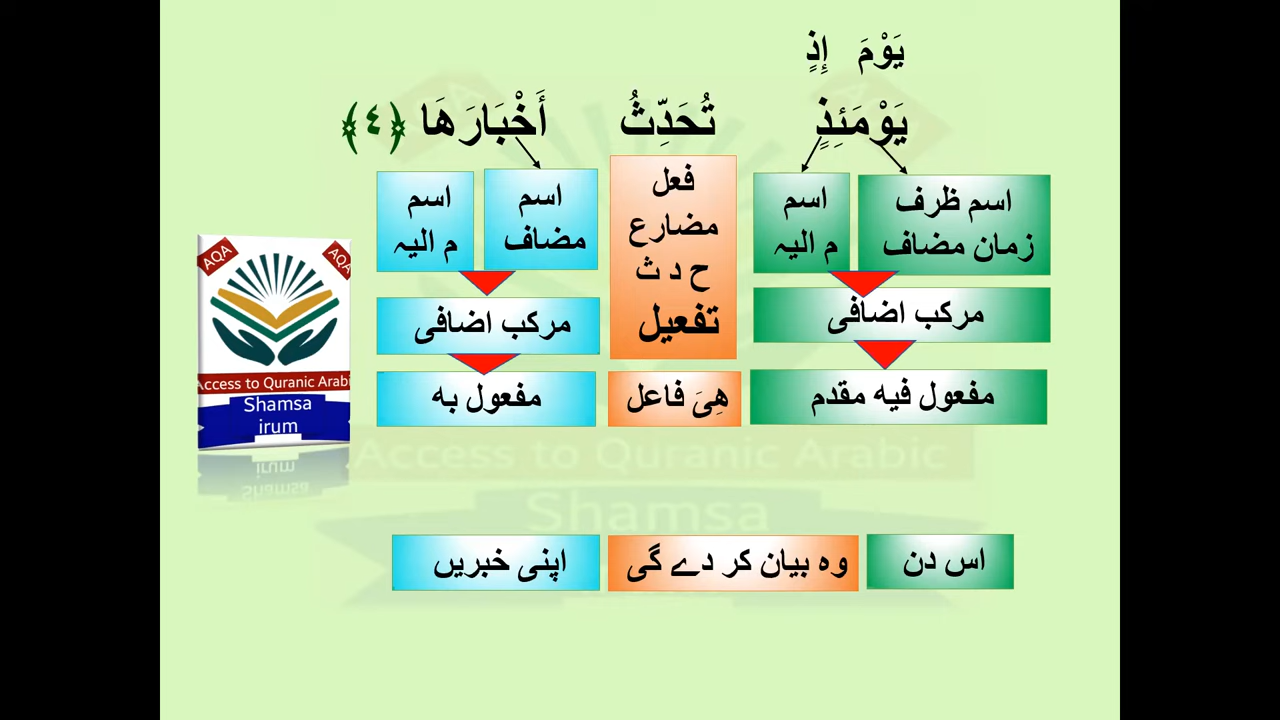 يَوْمَ إِذٍ
يَوْمَئِذٍ تُحَدِّثُ أَخْبَارَهَا ﴿٤﴾
اسم ظرف
زمان مضاف
اسم
م الیہ
فعل
مضارع
ح د ث
تفعیل
اسم
مضاف
اسم
م الیہ
مرکب اضافی
مرکب اضافی
مفعول فیه مقدم
هِیَ فاعل
مفعول به
اس دن
وہ بیان کر دے گی
اپنی خبریں
AQA
AQA
Access to Quranic Arabi
Shamsa
irum
Access to Quranic Arabic
Shamsa